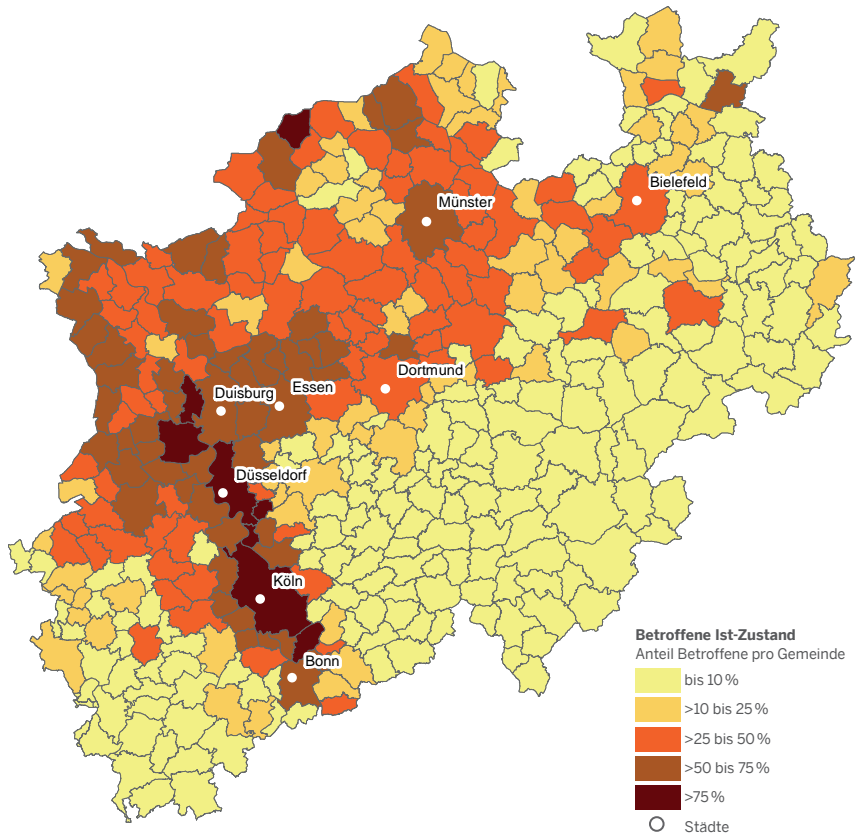 Bielefeld
Münster
Dortmund
Essen
Duisburg
Düsseldorf
Köln
Bonn
Betroffene Ist-Zustand
Anteil Betroffene pro Gemeinde
bis 10 %
>10 bis 25 %
>25 bis 50 %
>50 bis 75 %
>75 %
Städte